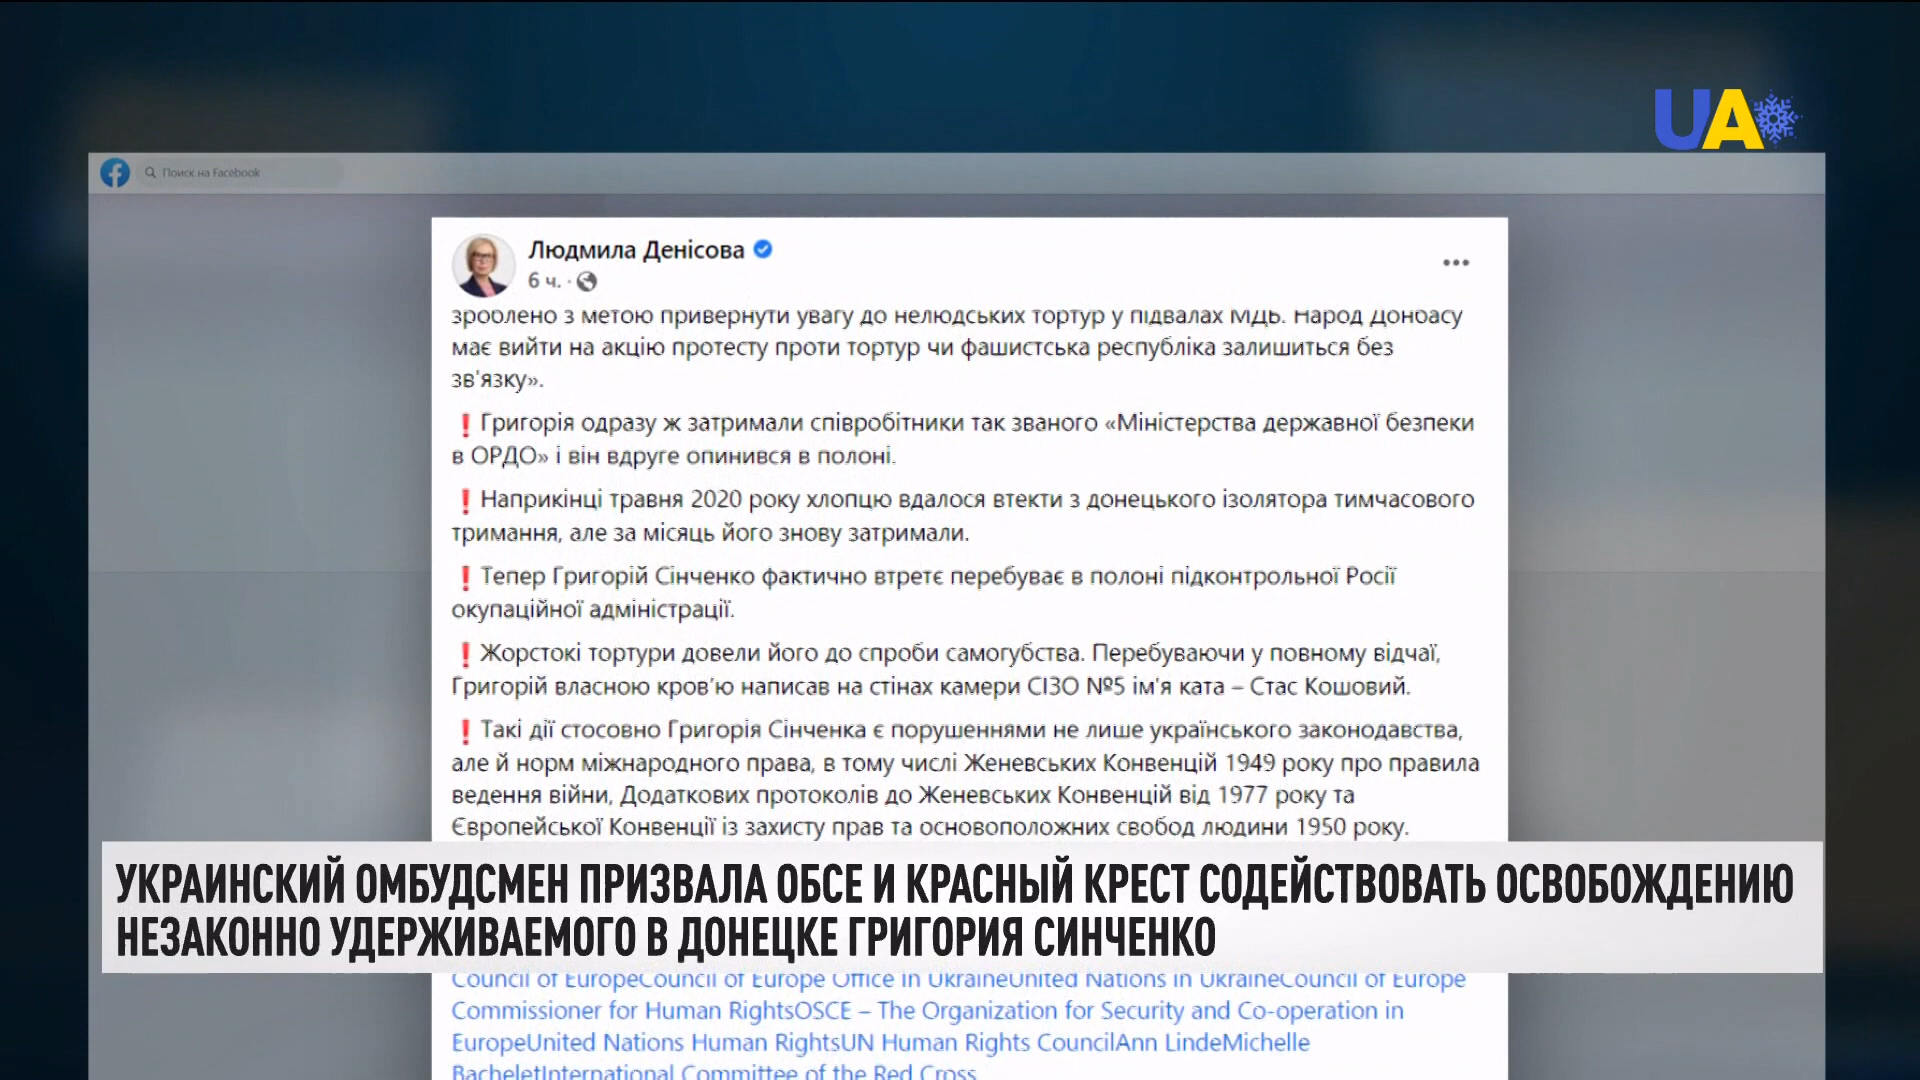 UA
Поиск на Facebook
Людмила Денісова
6 ч. ·
зроблено з метою привернути увагу до нелюдських тортур у підвалах МДБ. Народ Донбасу
має вийти на акцію протесту проти тортур чи фашистська республіка залишиться без
зв'язку».
❗Григорія одразу ж затримали співробітники так званого «Міністерства державної безпеки
в ОРДО» і він вдруге опинився в полоні.
❗Наприкінці травня 2020 року хлопцю вдалося втекти з донецького ізолятора тимчасового
тримання, але за місяць його знову затримали.
❗Тепер Григорій Сінченко фактично втретє перебуває в полоні підконтрольної Росії
окупаційної адміністрації.
❗Жорстокі тортури довели його до спроби самогубства. Перебуваючи у повному відчаї,
Григорій власною кров'ю написав на стінах камери СІЗО №5 ім'я ката – Стас Кошовий.
❗Такі дії стосовно Григорія Сінченка є порушеннями не лише українського законодавства,
але й норм міжнародного права, в тому числі Женевських Конвенцій 1949 року про правила
ведення війни, Додаткових протоколів до Женевських Конвенцій від 1977 року та
Європейської Конвенції із захисту прав та основоположних свобод людини 1950 року.
УКРАИНСКИЙ ОМБУДСМЕН ПРИЗВАЛА ОБСЕ И КРАСНЫЙ КРЕСТ СОДЕЙСТВОВАТЬ ОСВОБОЖДЕНИЮ
НЕЗАКОННО УДЕРЖИВАЕМОГО В ДОНЕЦКЕ ГРИГОРИЯ СИНЧЕНКО
Council of EuropeCouncil of Europe Office in UkraineUnited Nations in UkraineCouncil of Europe
Commissioner for Human RightsOSCE – The Organization for Security and Co-operation in
EuropeUnited Nations Human RightsUN Human Rights CouncilAnn LindeMichelle
BacheletInternational Committee of the Red Cross